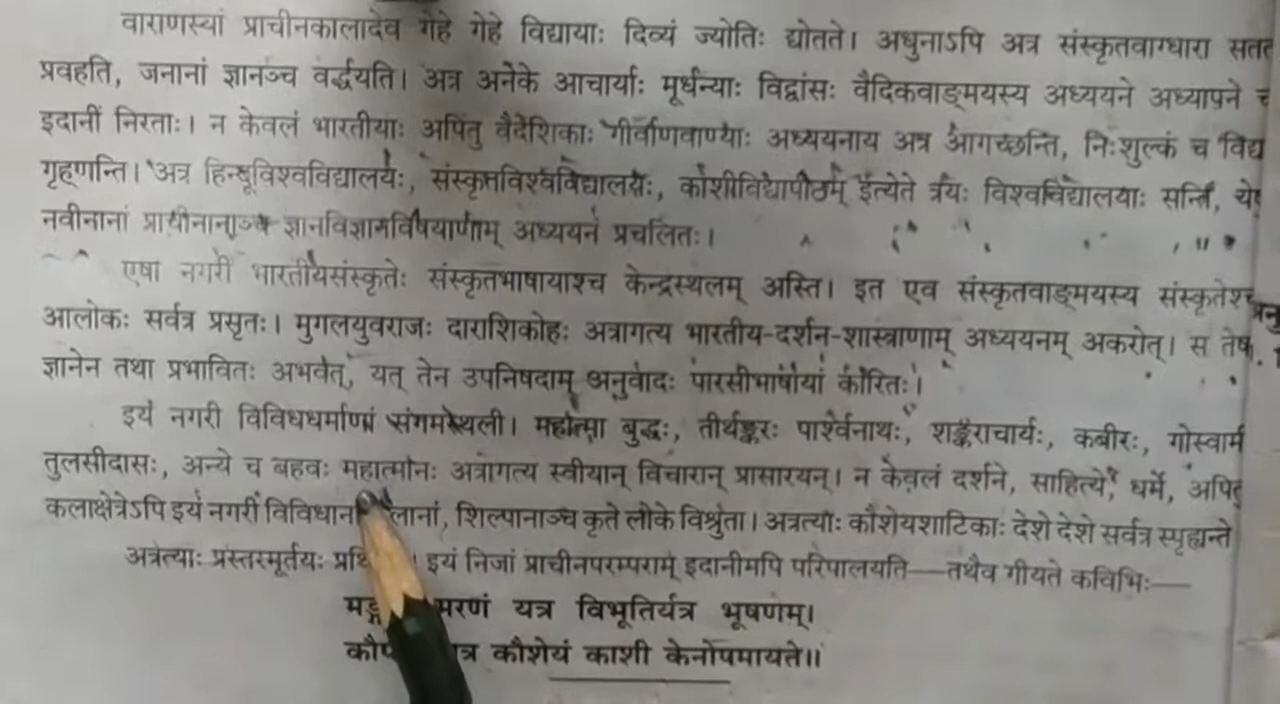 वाराणस्यां प्राचीनकालादेव गेहे गेहे विद्यायाः दिव्यं ज्योतिः द्योतते। अधुनाऽपि अत्र संस्कृतवाग्धारा
प्रवहति, जनानां ज्ञानञ्च वर्द्धयति। अत्र अनेके आचार्याः मूर्धन्याः विद्वांसः वैदिकवाङ्मयस्य अध्ययने अध्यापने च
इदानीं निरताः। न केवलं भारतीयाः अपितु वैदेशिकाः गीर्वाणवाण्याः अध्ययनाय अत्र आगच्छन्ति, निःशुल्कं च
गृह्णन्ति। अत्र हिन्दूविश्वविद्यालयः, संस्कृतविश्वविद्यालयः, काशीविद्यापीठम् इत्येते त्रयः विश्वविद्यालयाः सन्ति,
नवीनानां प्राचीनानाञ्च ज्ञानविज्ञानविषयाणाम् अध्ययनं प्रचलितः।
एषा नगरी भारतीयसंस्कृतेः संस्कृतभाषायाश्च केन्द्रस्थलम् अस्ति। इत एव संस्कृतवाङ्मयस्य
आलोकः सर्वत्र प्रसृतः। मुगलयुवराजः दाराशिकोहः अत्रागत्य भारतीय-दर्शन-शास्त्राणाम् अध्ययनम् अकरोत्। स
ज्ञानेन तथा प्रभावितः अभवत्, यत् तेन उपनिषदाम् अनुवादः पारसीभाषायां कारितः।
इयं नगरी विविधधर्माणां संगमस्थली। महात्मा बुद्धः, तीर्थङ्करः पार्श्वनाथः, शङ्कराचार्यः, कबीरः,
तुलसीदासः, अन्ये च बहवः महात्मानः अत्रागत्य स्वीयान् विचारान् प्रासारयन्। न केवलं दर्शने, साहित्ये, धर्मे,
कलाक्षेत्रेऽपि इयं नगरी शिल्पानाञ्च कृते लोके विश्रुता। अत्रत्याः कौशेयशाटिकाः देशे देशे सर्वत्र स्पृह्यन्ते
अत्रत्याः प्रस्तरमूर्तयः इयं निजां प्राचीनपरम्पराम् इदानीमपि परिपालयति—तथैव गीयते कविभिः—
यत्र विभूतिर्यत्र भूषणम्।
कौशेयं काशी केनोपमायते॥